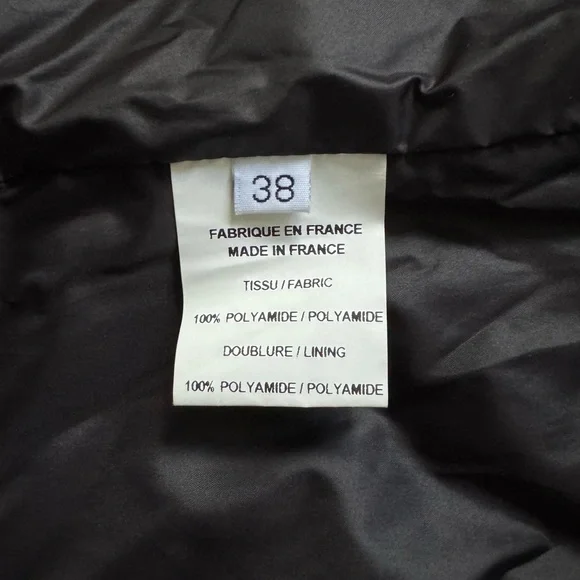 38
FABRIQUE EN FRANCE
MADE IN FRANCE
TISSU / FABRIC
100% POLYAMIDE / POLYAMIDE
DOUBLURE / LINING
100% POLYAMIDE / POLYAMIDE